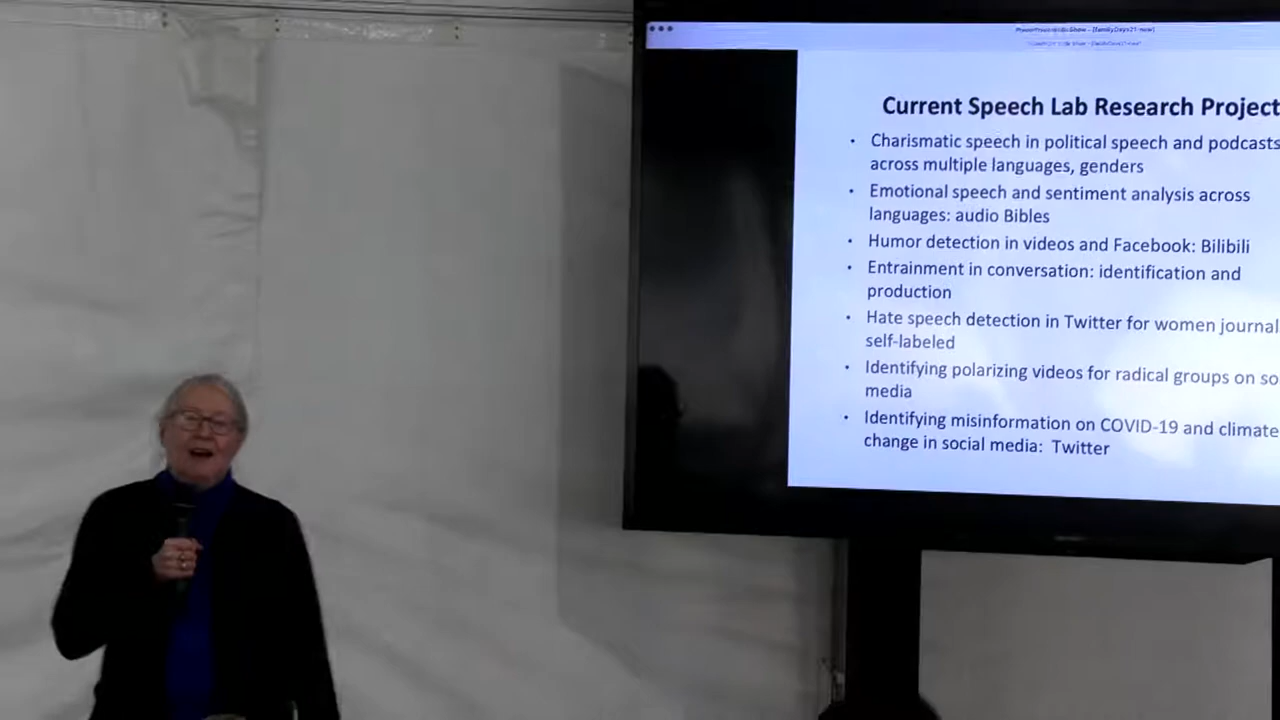 Current Speech Lab Research Project
• Charismatic speech in political speech and podcasts
across multiple languages, genders
• Emotional speech and sentiment analysis across
languages: audio Bibles
• Humor detection in videos and Facebook: Bilibili
• Entrainment in conversation: identification and
production
• Hate speech detection in Twitter for women journal
self-labeled
• Identifying polarizing videos for radical groups on so
media
• Identifying misinformation on COVID-19 and climate
change in social media: Twitter